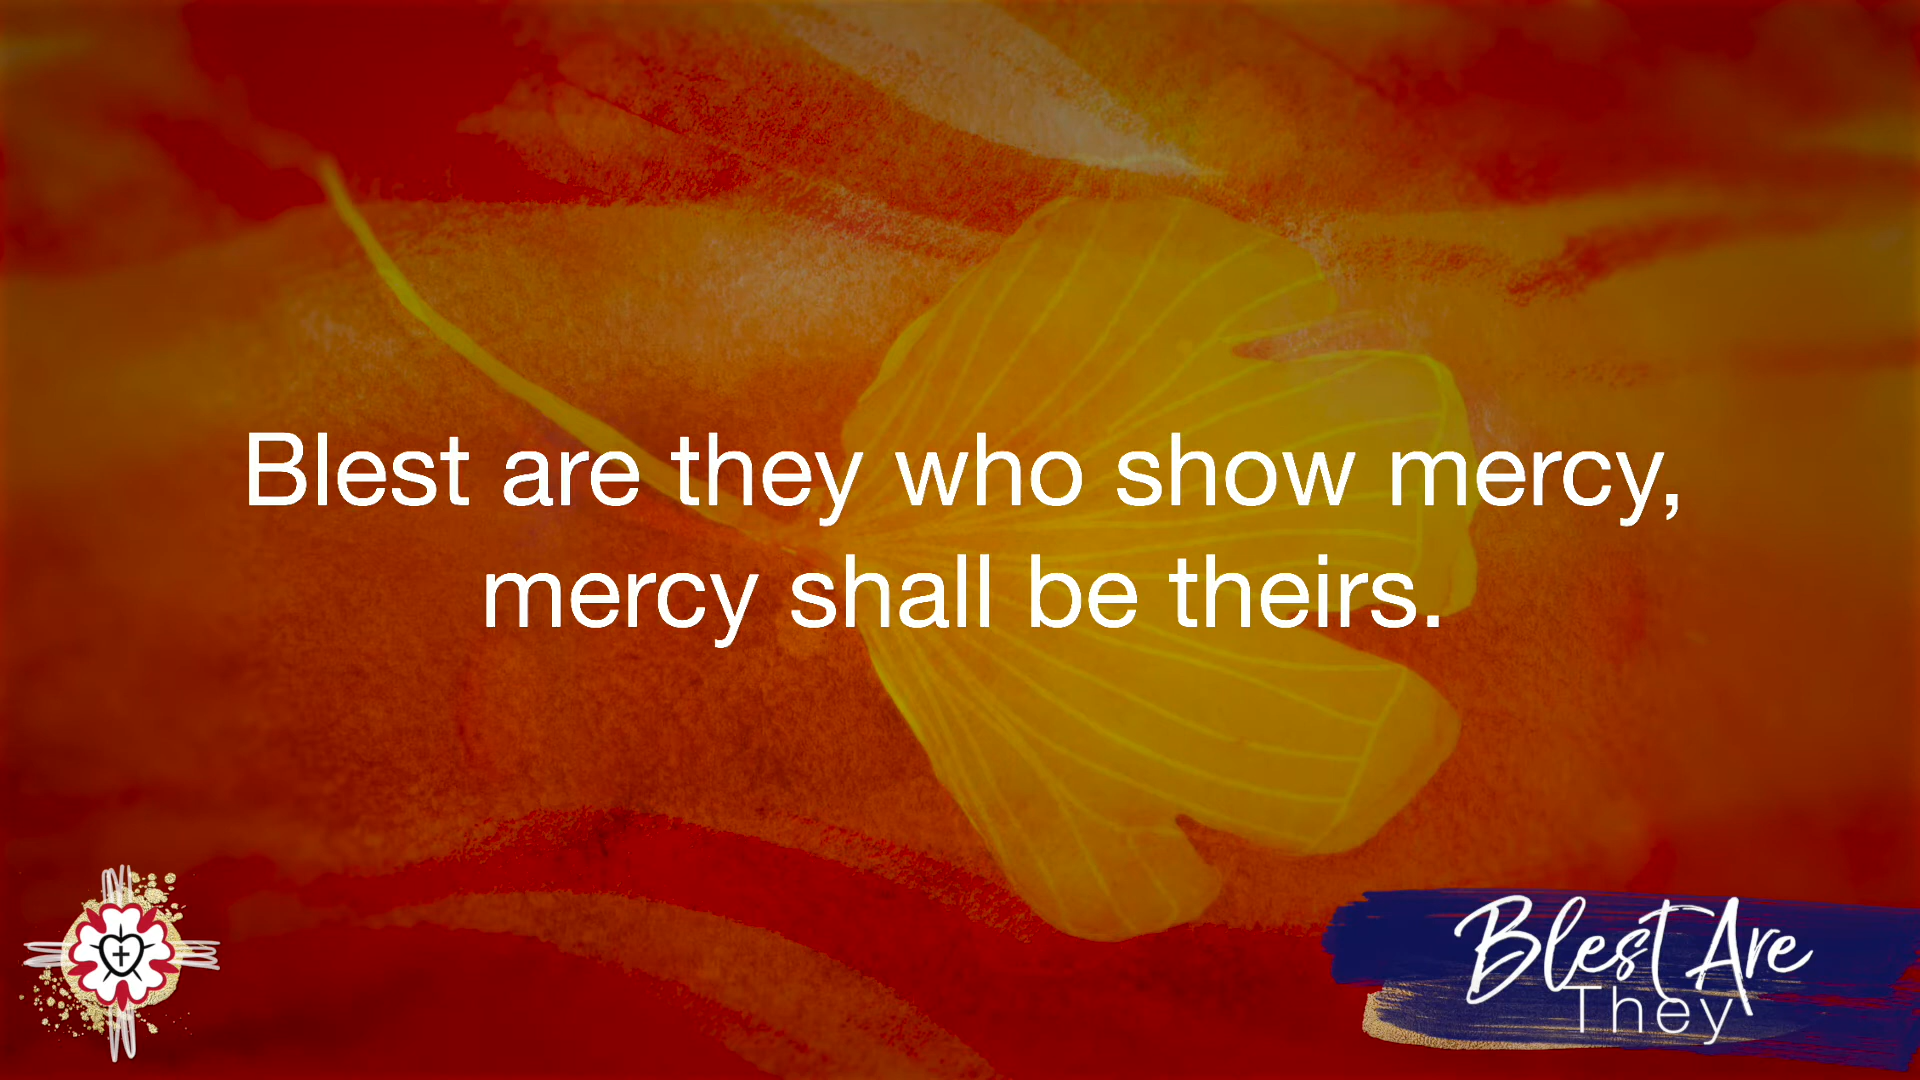 Blest are they who show mercy,
mercy shall be theirs.
Blest Are
They